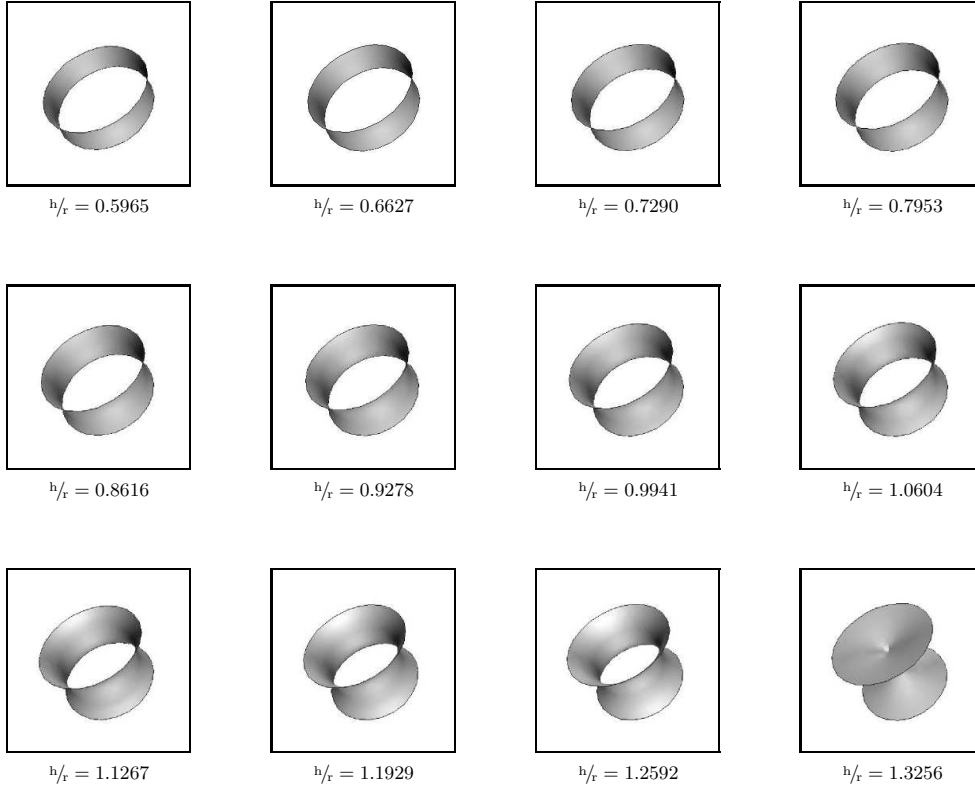 h/r = 0.5965 h/r = 0.6627 h/r = 0.7290 h/r = 0.7953
h/r = 0.8616 h/r = 0.9278 h/r = 0.9941 h/r = 1.0604
h/r = 1.1267 h/r = 1.1929 h/r = 1.2592 h/r = 1.3256